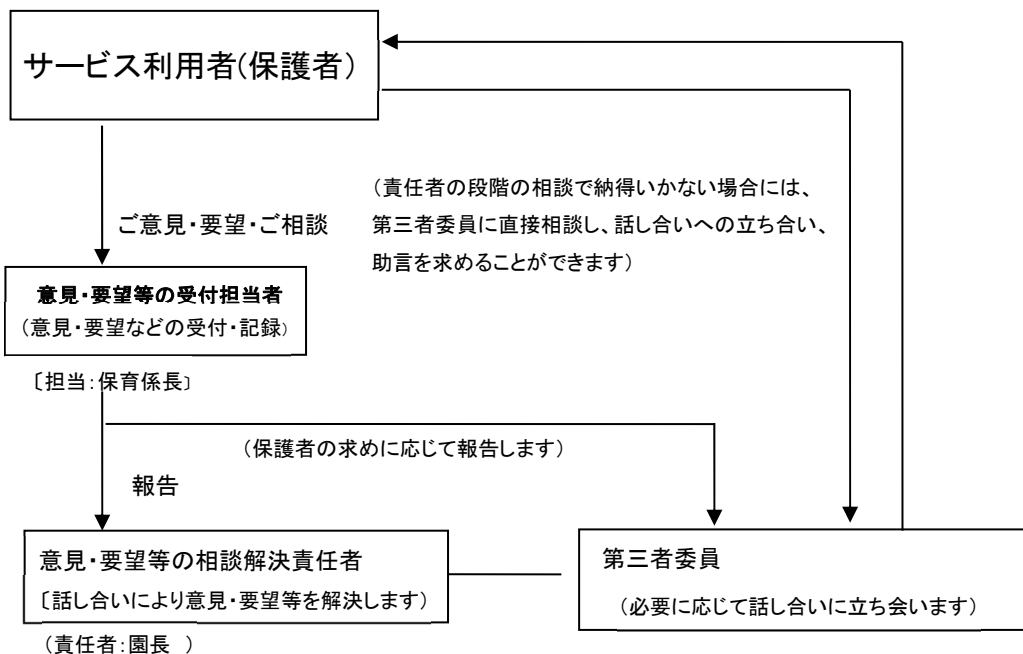 サービス利用者(保護者)
ご意見・要望・ご相談
(責任者の段階の相談で納得いかない場合には、
第三者委員に直接相談し、話し合いへの立ち合い、
助言を求めることができます)
意見・要望等の受付担当者
(意見・要望などの受付・記録)
〔担当:保育係長〕
(保護者の求めに応じて報告します)
報告
意見・要望等の相談解決責任者
〔話し合いにより意見・要望等を解決します)
(責任者:園長 )
第三者委員
(必要に応じて話し合いに立ち会います)